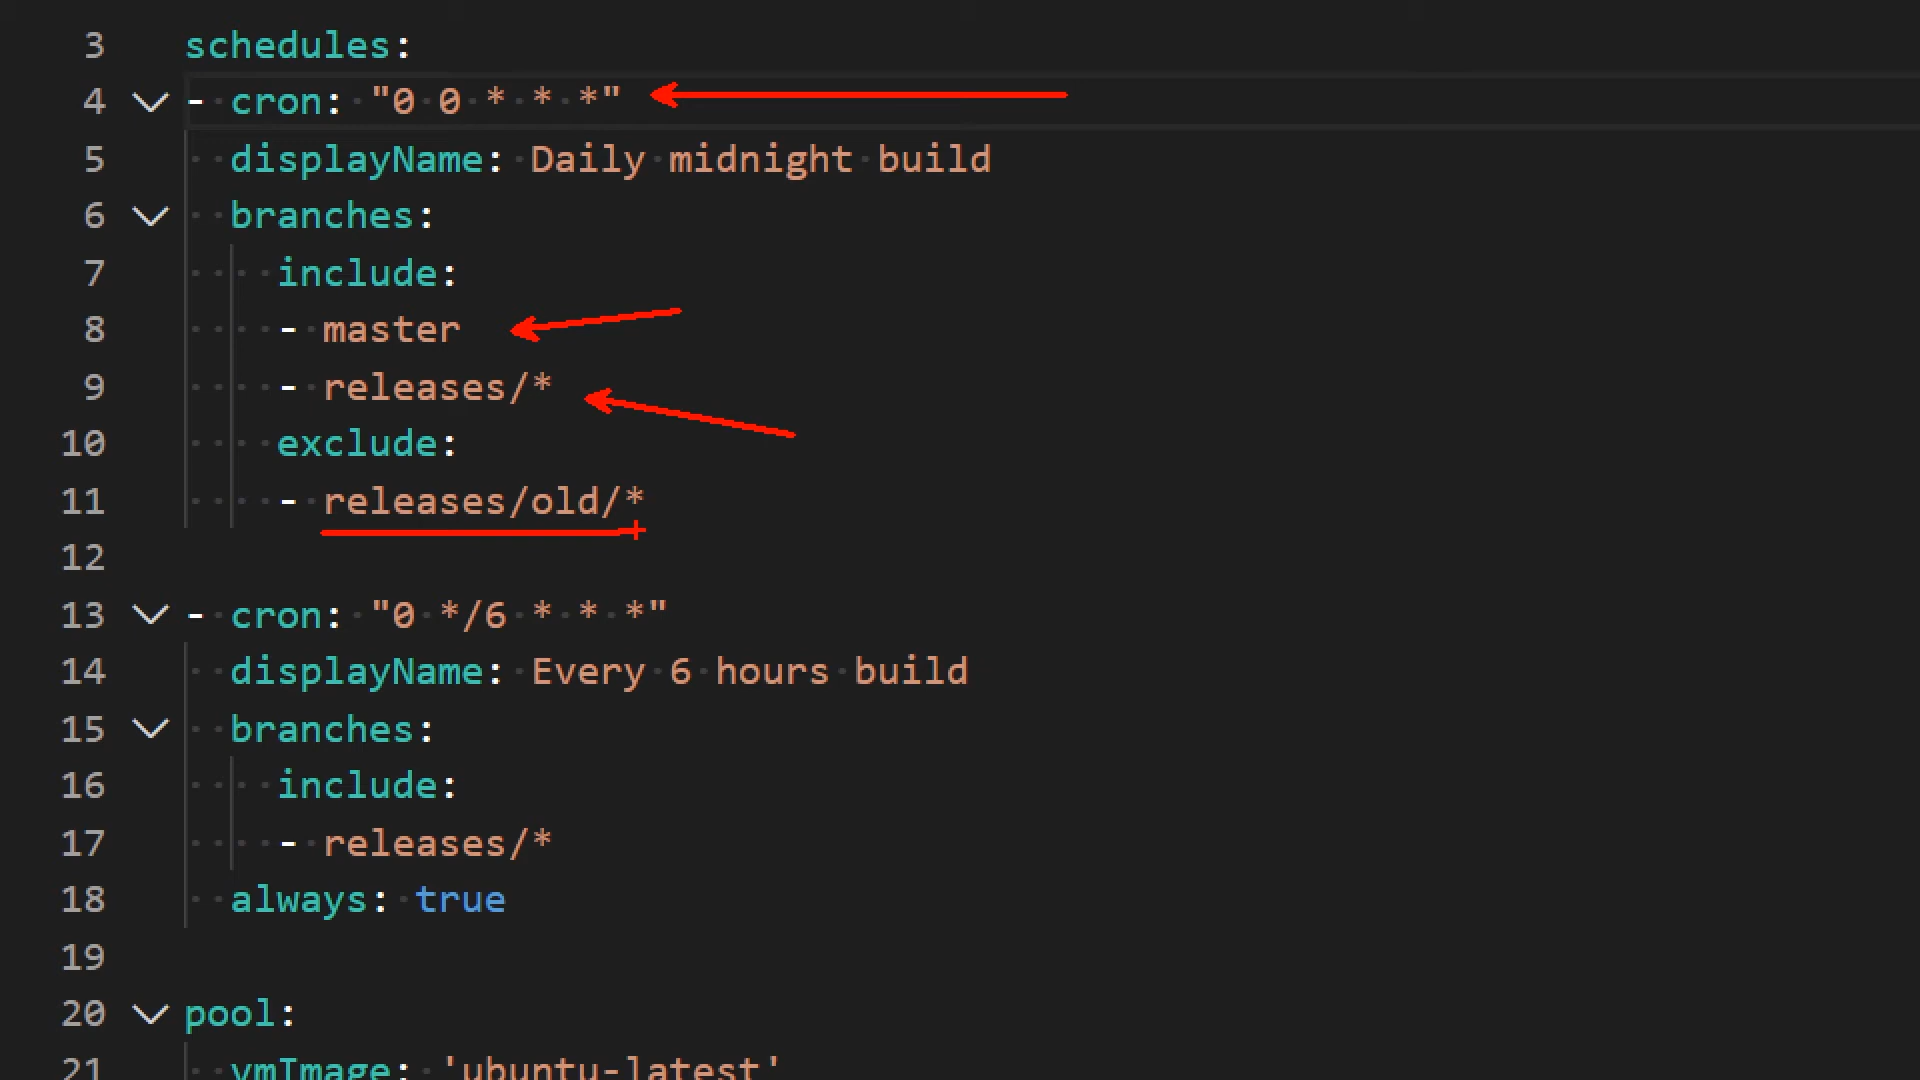 3 schedules:
4 - cron: "0 0 * * *"
5 displayName: Daily midnight build
6 branches:
7 include:
8 - master
9 - releases/*
10 exclude:
11 - releases/old/*
12
13 - cron: "0 */6 * * *"
14 displayName: Every 6 hours build
15 branches:
16 include:
17 - releases/*
18 always: true
19
20 pool:
21 vmImage: 'ubuntu-latest'